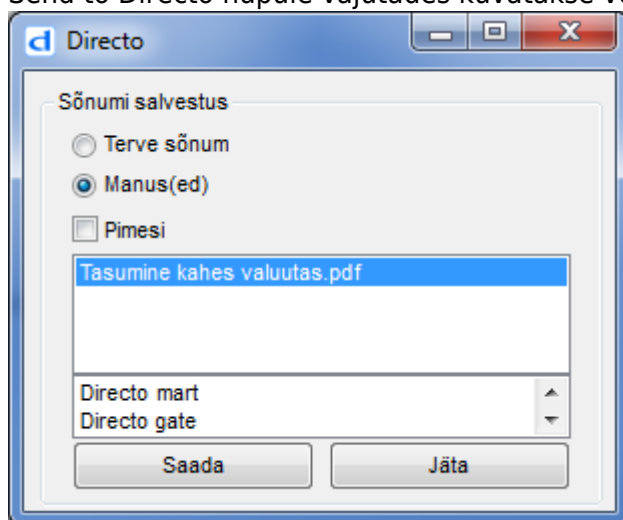 Send to Directo nupule vajutades kuvatakse
Directo
Sõnumi salvestus
Terve sõnum
Manus(ed)
Pimesi
Tasumine kahes valuutas.pdf
Directo mart
Directo gate
Saada
Jäta